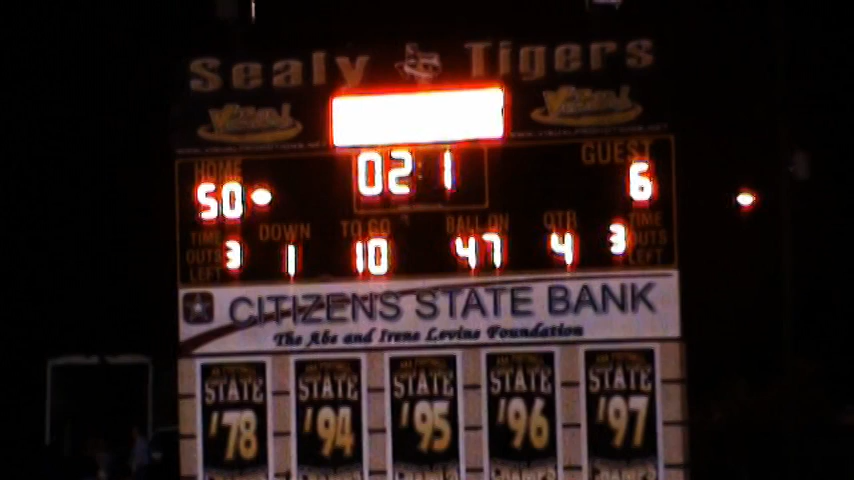 Sealy Tigers
HOME 02 1 GUEST
50 6
TIME OUTS LEFT 3 DOWN 1 TO GO 10 BALL ON 47 QTR 4 TIME OUTS LEFT 3
CITIZENS STATE BANK
The Abe and Irene Levine Foundation
STATE STATE STATE STATE STATE
'78 '94 '95 '96 '97